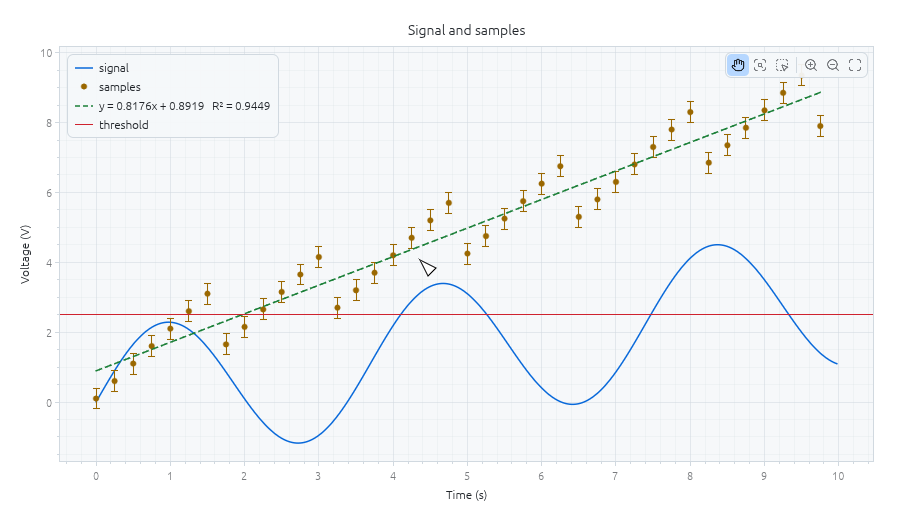 Signal and samples
signal
samples
y = 0.8176x + 0.8919 R² = 0.9449
threshold
Voltage (V)
10
8
6
4
2
0
0 1 2 3 4 5 6 7 8 9 10
Time (s)